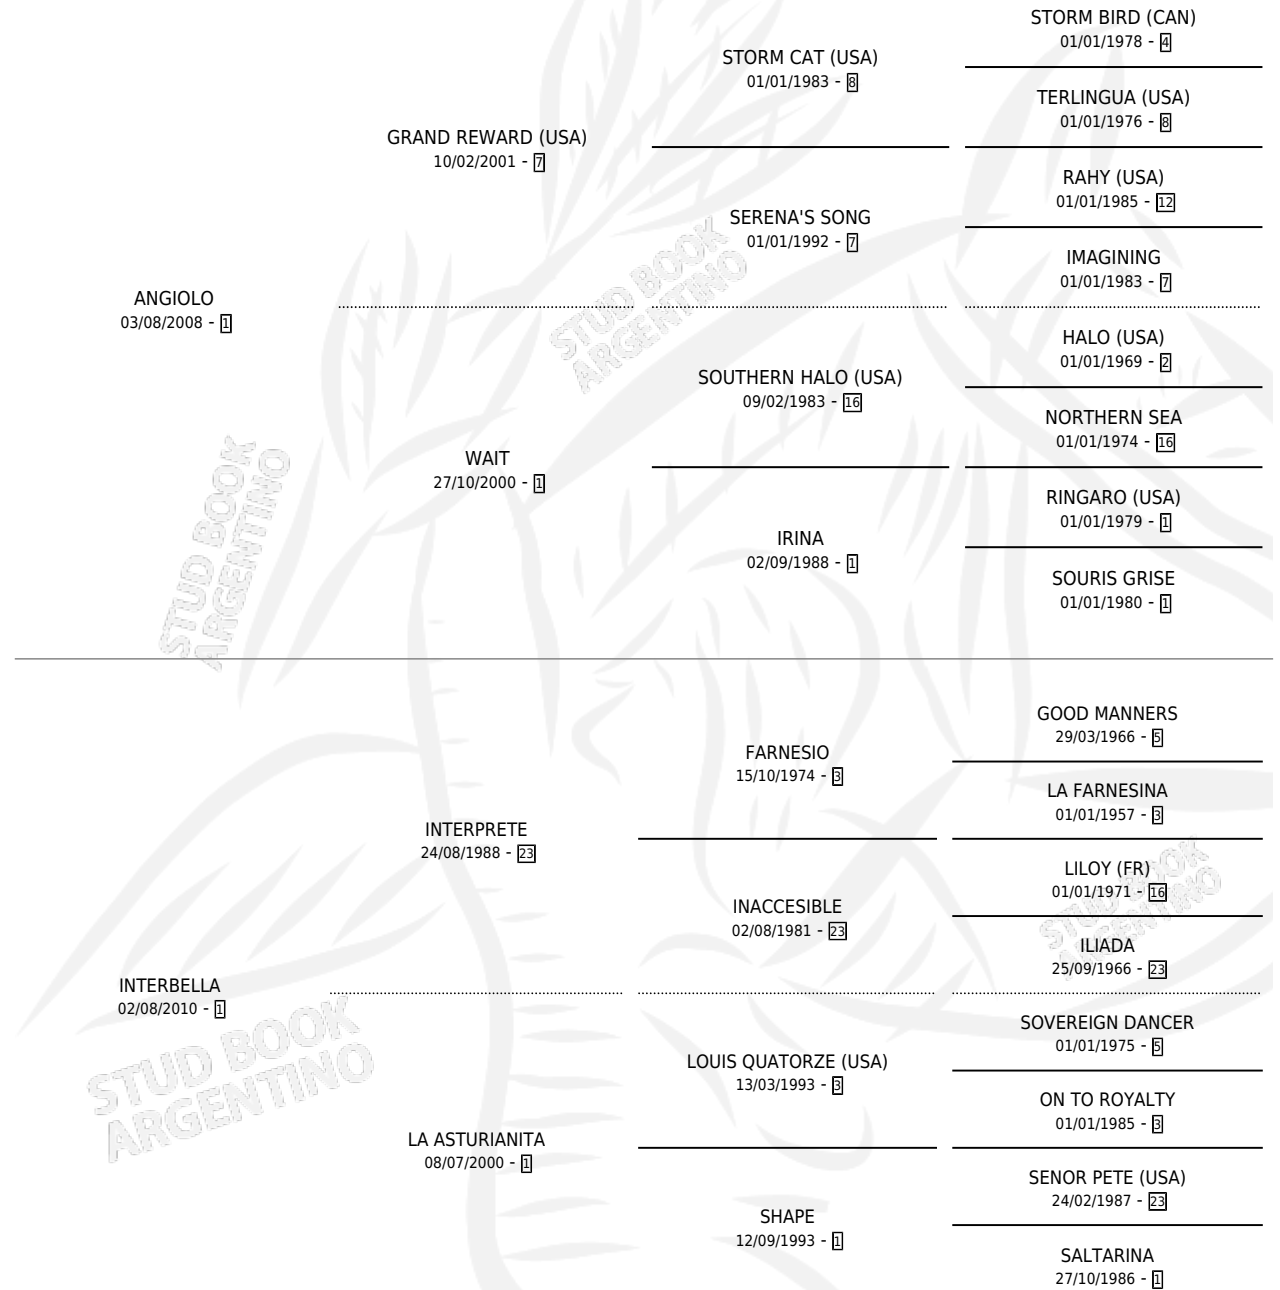 STORM BIRD (CAN)
01/01/1978 - 4
STORM CAT (USA)
01/01/1983 - 8
TERLINGUA (USA)
01/01/1976 - 8
GRAND REWARD (USA)
10/02/2001 - 7
RAHY (USA)
01/01/1985 - 12
SERENA'S SONG
01/01/1992 - 7
IMAGINING
01/01/1983 - 7
ANGIOLO
03/08/2008 - 1
HALO (USA)
01/01/1969 - 2
SOUTHERN HALO (USA)
09/02/1983 - 16
NORTHERN SEA
01/01/1974 - 16
WAIT
27/10/2000 - 1
RINGARO (USA)
01/01/1979 - 1
IRINA
02/09/1988 - 1
SOURIS GRISE
01/01/1980 - 1
STUD BOOK
ARGENTINO
STUD BOOK
ARGENTINO
GOOD MANNERS
29/03/1966 - 5
FARNESIO
15/10/1974 - 3
LA FARNESINA
01/01/1957 - 3
INTERPRETE
24/08/1988 - 23
LILOY (FR)
01/01/1971 - 16
INACCESIBLE
02/08/1981 - 23
ILIADA
25/09/1966 - 23
INTERBELLA
02/08/2010 - 1
SOVEREIGN DANCER
01/01/1975 - 5
LOUIS QUATORZE (USA)
13/03/1993 - 3
ON TO ROYALTY
01/01/1985 - 3
LA ASTURIANITA
08/07/2000 - 1
SENOR PETE (USA)
24/02/1987 - 23
SHAPE
12/09/1993 - 1
SALTARINA
27/10/1986 - 1
STUD BOOK
ARGENTINO
STUD BOOK
ARGENTINO